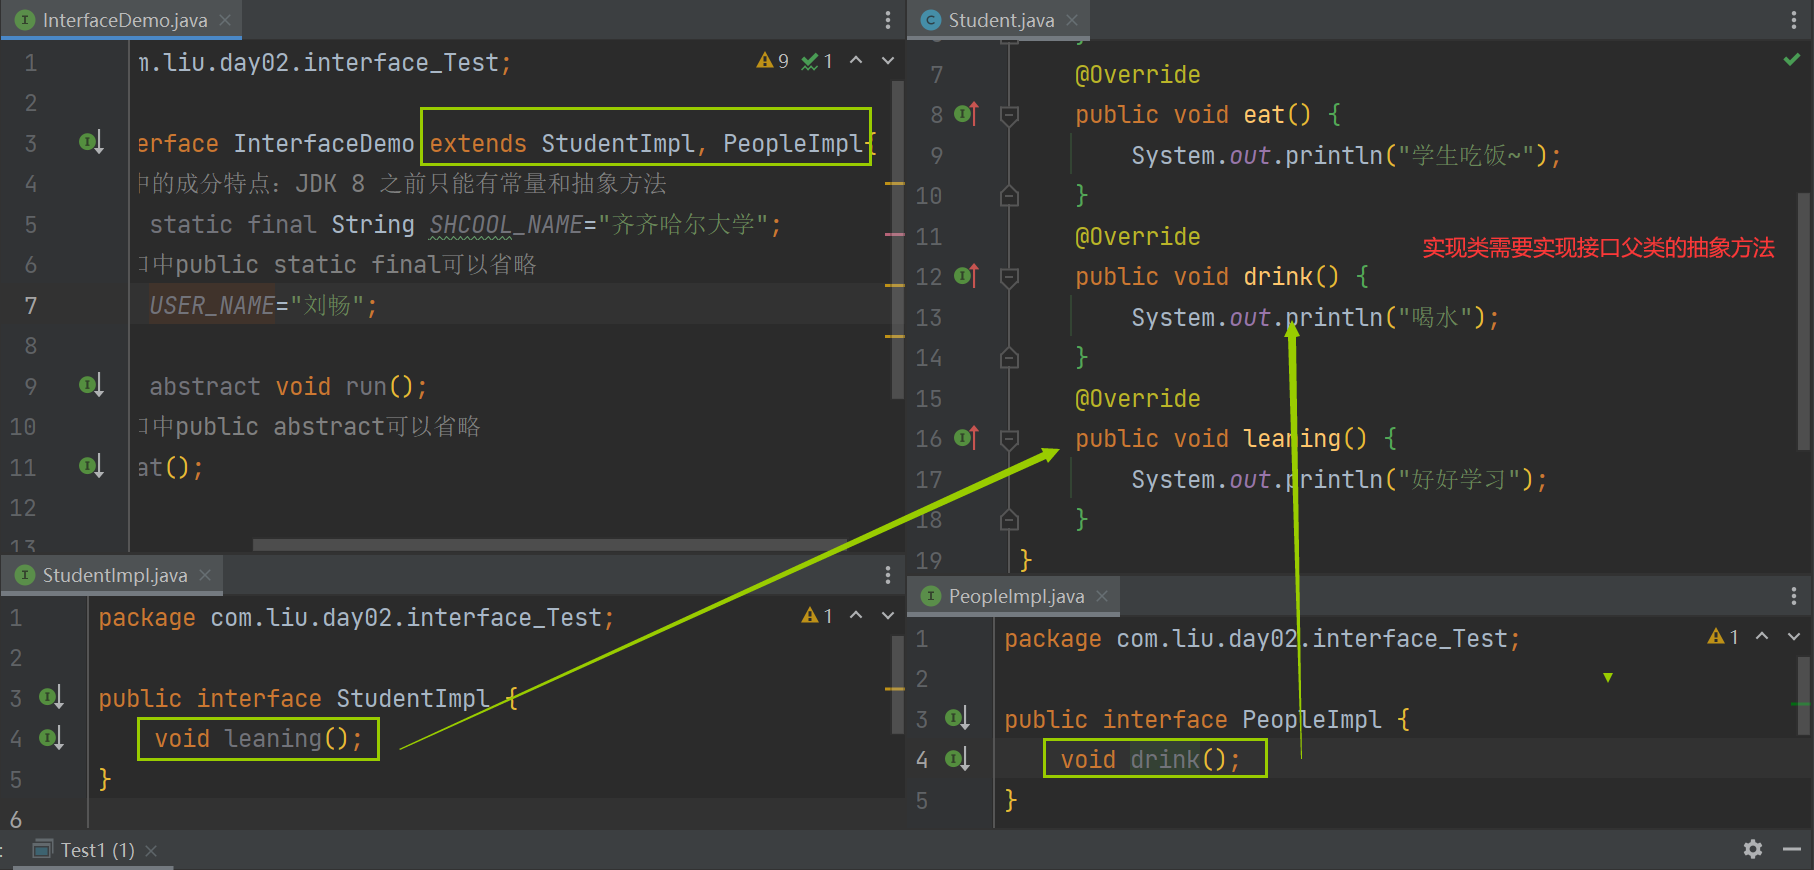 InterfaceDemo.java
1 m.liu.day02.interface_Test; 9 1
2
3 erface InterfaceDemo extends StudentImpl, PeopleImpl{
4 中的成分特点：JDK 8 之前只能有常量和抽象方法
5 static final String SHCOOL_NAME="齐齐哈尔大学";
6 中public static final可以省略
7 USER_NAME="刘畅";
8
9 abstract void run();
10 中public abstract可以省略
11 at();
12
13
Student.java
7 @Override
8 public void eat() {
9 System.out.println("学生吃饭~");
10 }
11 @Override
12 public void drink() {
13 System.out.println("喝水");
14 }
15 @Override
16 public void leaning() {
17 System.out.println("好好学习");
18 }
19 }
实现类需要实现接口父类的抽象方法
StudentImpl.java
1 package com.liu.day02.interface_Test; 1
2
3 public interface StudentImpl {
4 void leaning();
5 }
6
PeopleImpl.java
1 package com.liu.day02.interface_Test; 1
2
3 public interface PeopleImpl {
4 void drink();
5 }
Test1 (1)